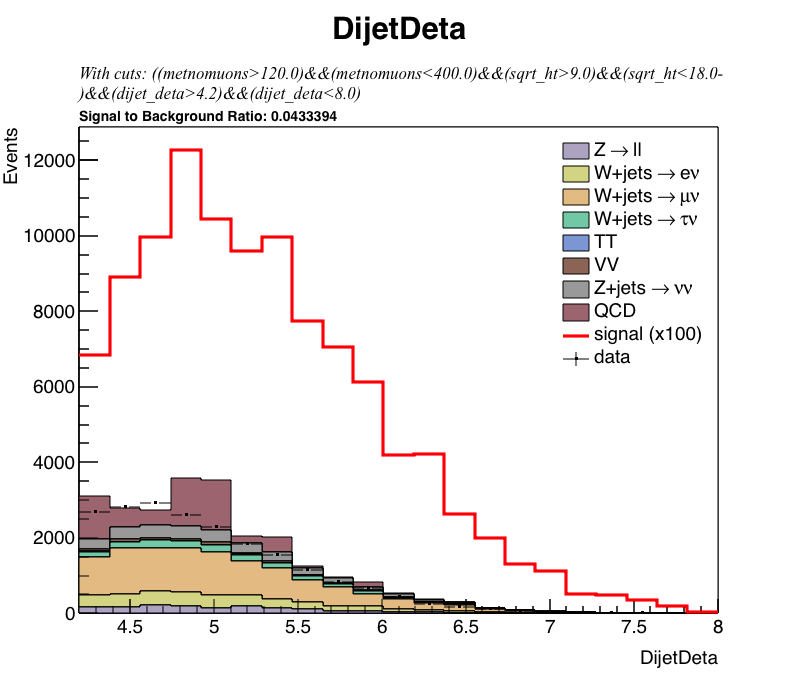 DijetDeta
With cuts: ((metnomuons>120.0)&&(metnomuons<400.0)&&(sqrt_ht>9.0)&&(sqrt_ht<18.0-
)&&(dijet_deta>4.2)&&(dijet_deta<8.0)
Signal to Background Ratio: 0.0433394
Events
12000
10000
8000
6000
4000
2000
0
Z → ll
W+jets → eν
W+jets → μν
W+jets → τν
TT
VV
Z+jets → νν
QCD
signal (x100)
data
4.5 5 5.5 6 6.5 7 7.5 8
DijetDeta